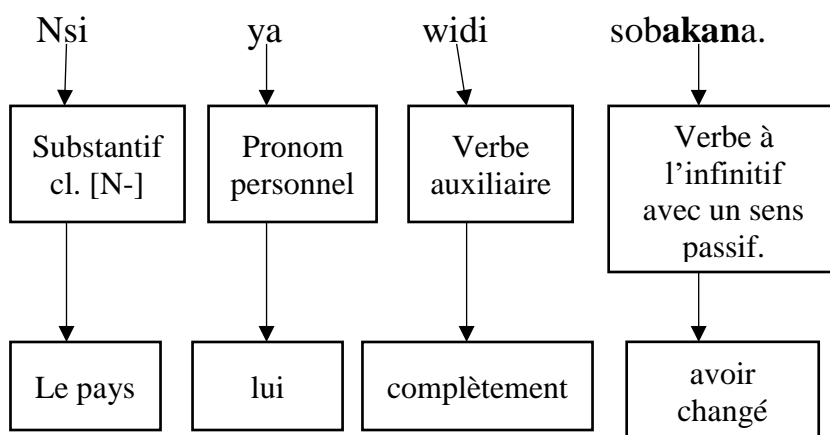 Nsi ya widi sobakana.
Substantif
cl. [N-]
Pronom
personnel
Verbe
auxiliaire
Verbe à
l’infinitif
avec un sens
passif.
Le pays
lui
complètement
avoir
changé